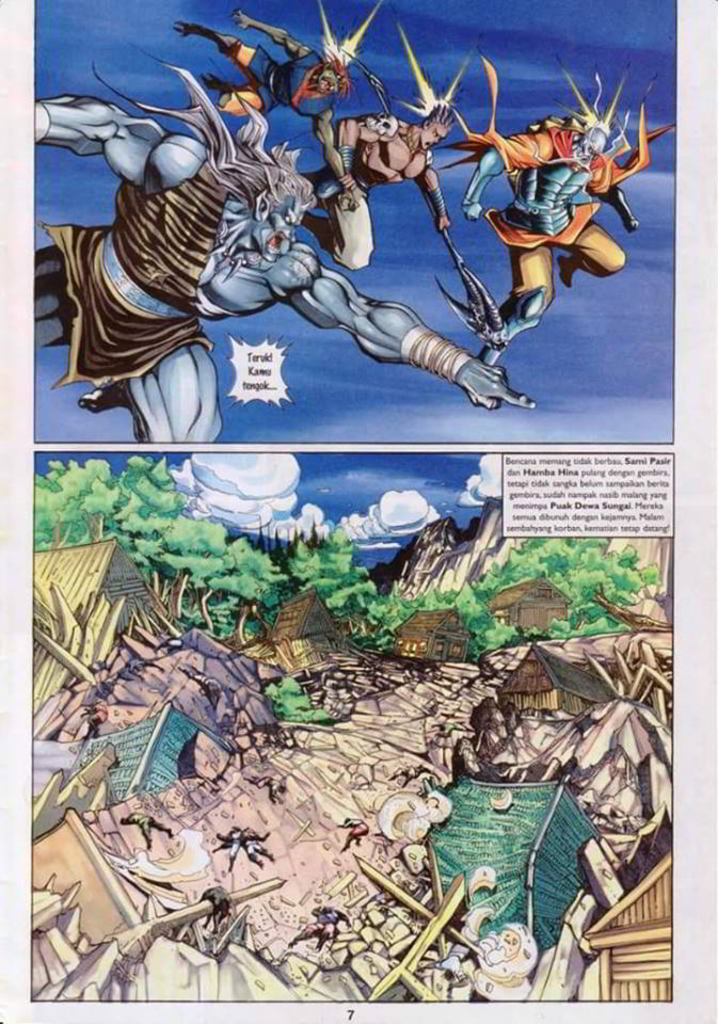 Teruk!
Kamu
tengok...
Bencana memang tidak berbau, Sami Pasir
dan Hamba Hina pulang dengan gembira,
tetapi tidak sangka belum sampaikan berita
gembira, sudah nampak nasib malang yang
menimpa Puak Dewa Sungai. Mereka
semua dibunuh dengan kejamnya. Malam
sembahyang korban, kematian tetap datang!
7